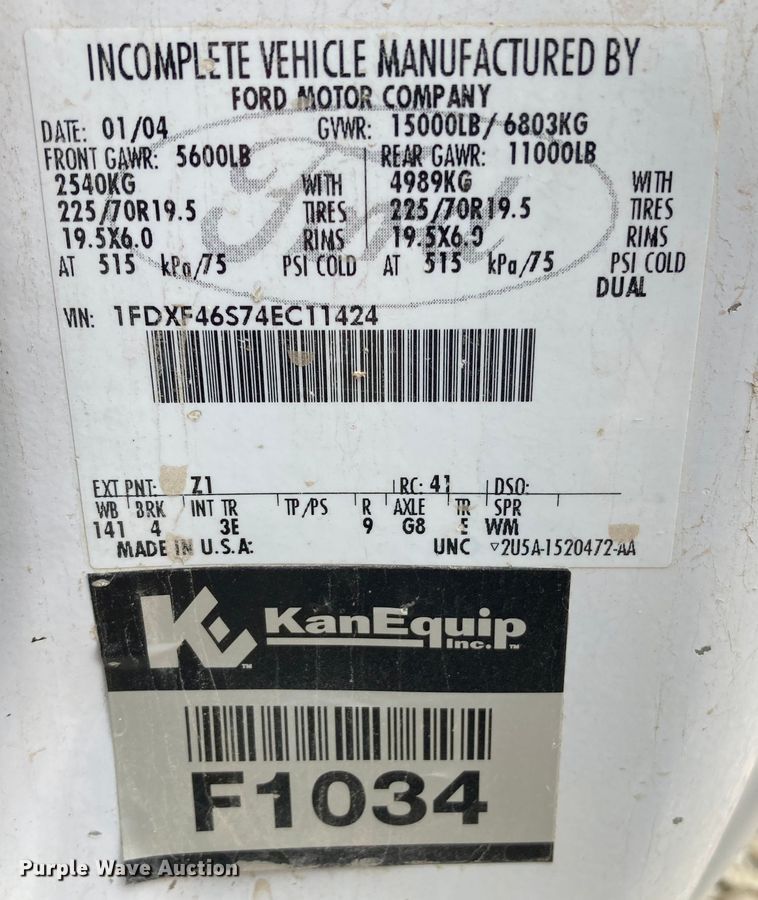 INCOMPLETE VEHICLE MANUFACTURED BY
FORD MOTOR COMPANY
DATE: 01/04 GVWR: 15000LB/ 6803KG
FRONT GAWR: 5600LB REAR GAWR: 11000LB
2540KG WITH 4989KG WITH
225/70R19.5 TIRES 225/70R19.5 TIRES
19.5X6.0 RIMS 19.5X6.0 RIMS
AT 515 kPa/75 PSI COLD AT 515 kPa/75 PSI COLD
DUAL
Ford
VIN: 1FDXF46S74EC11424
EXT PNT: Z1 RC: 41 DSO:
WB BRK INT TR TP/PS R AXLE TR SPR
141 4 3E 9 G8 E WM
MADE IN U.S.A: UNC ▽2U5A-1520472-AA
KE™ KanEquip
Inc.™
F1034
Purple Wave Auction